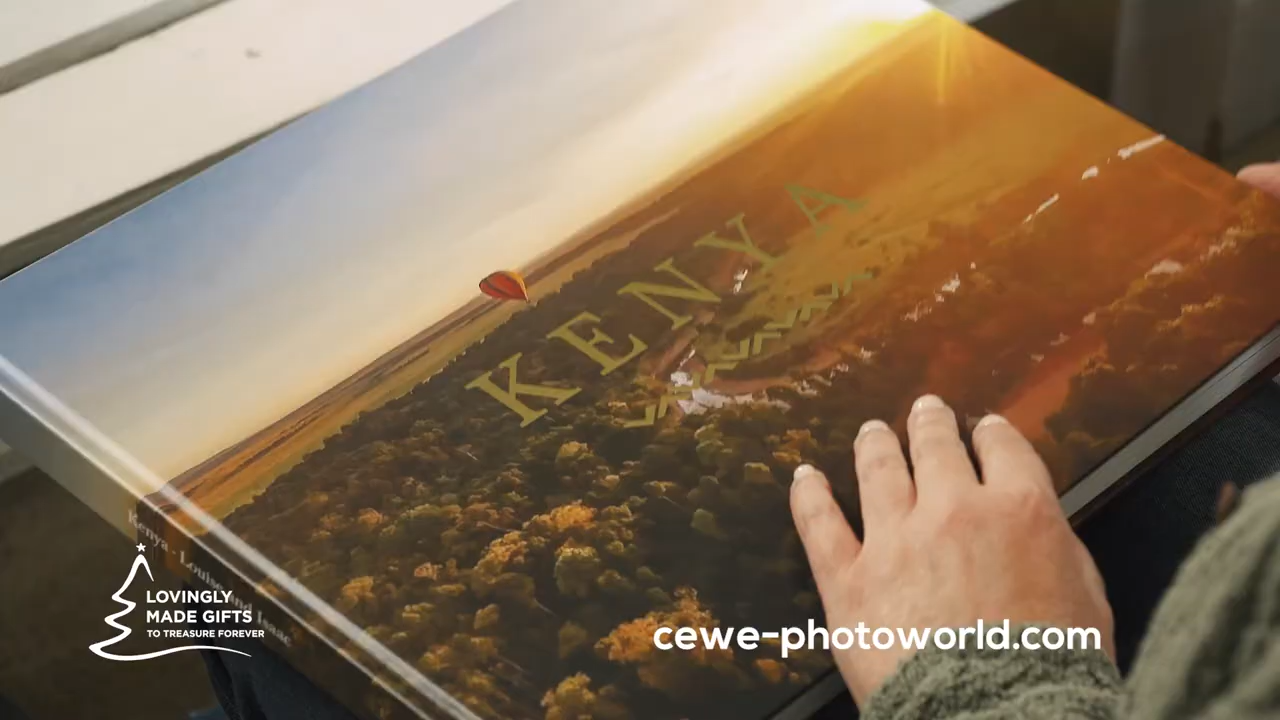 KENYA
Kenya - Louise and Isaac
LOVINGLY
MADE GIFTS
TO TREASURE FOREVER
cewe-photoworld.com